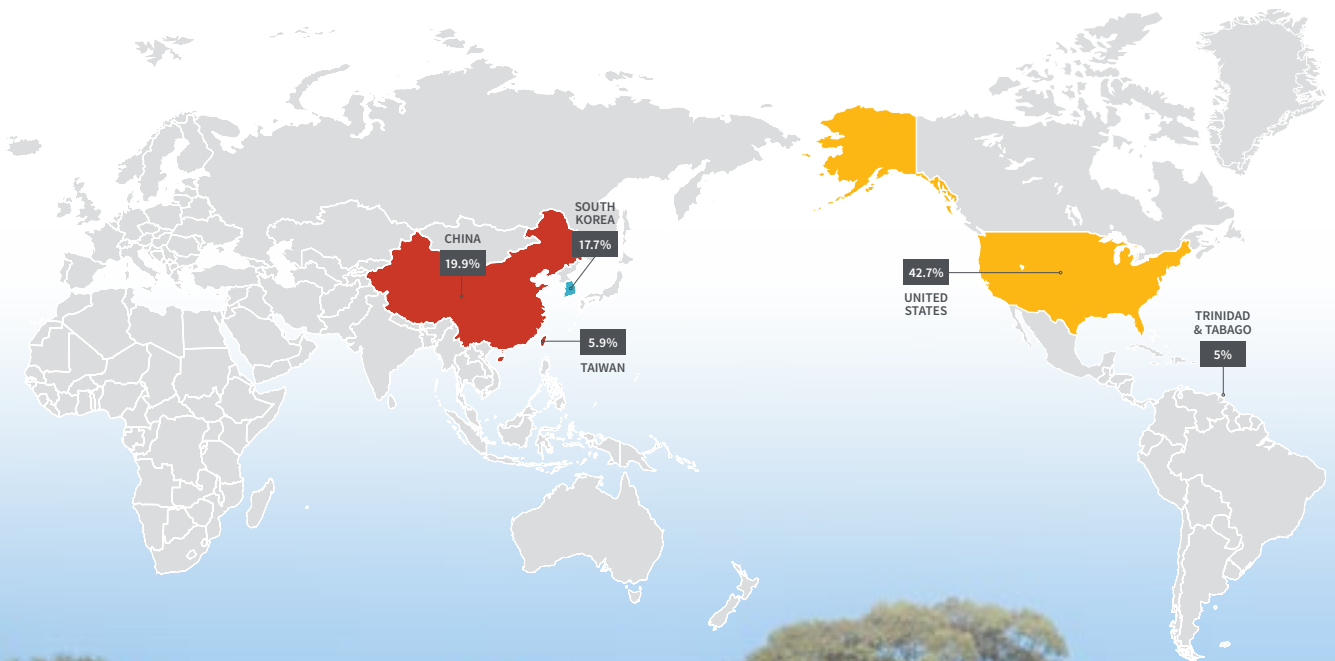 SOUTH
KOREA
17.7%
CHINA
19.9%
5.9%
TAIWAN
42.7%
UNITED
STATES
TRINIDAD
& TABAGO
5%